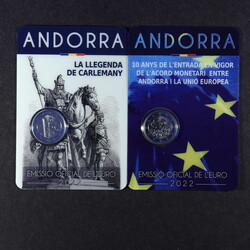 ANDORRA
LA LLEGENDA
DE CARLEMANY
EMISSIÓ OFICIAL DE L'EURO
2022
ANDORRA
10 ANYS DE L'ENTRADA EN VIGOR
DE L'ACORD MONETARI ENTRE
ANDORRA I LA UNIÓ EUROPEA
EMISSIÓ OFICIAL DE L'EURO
2022